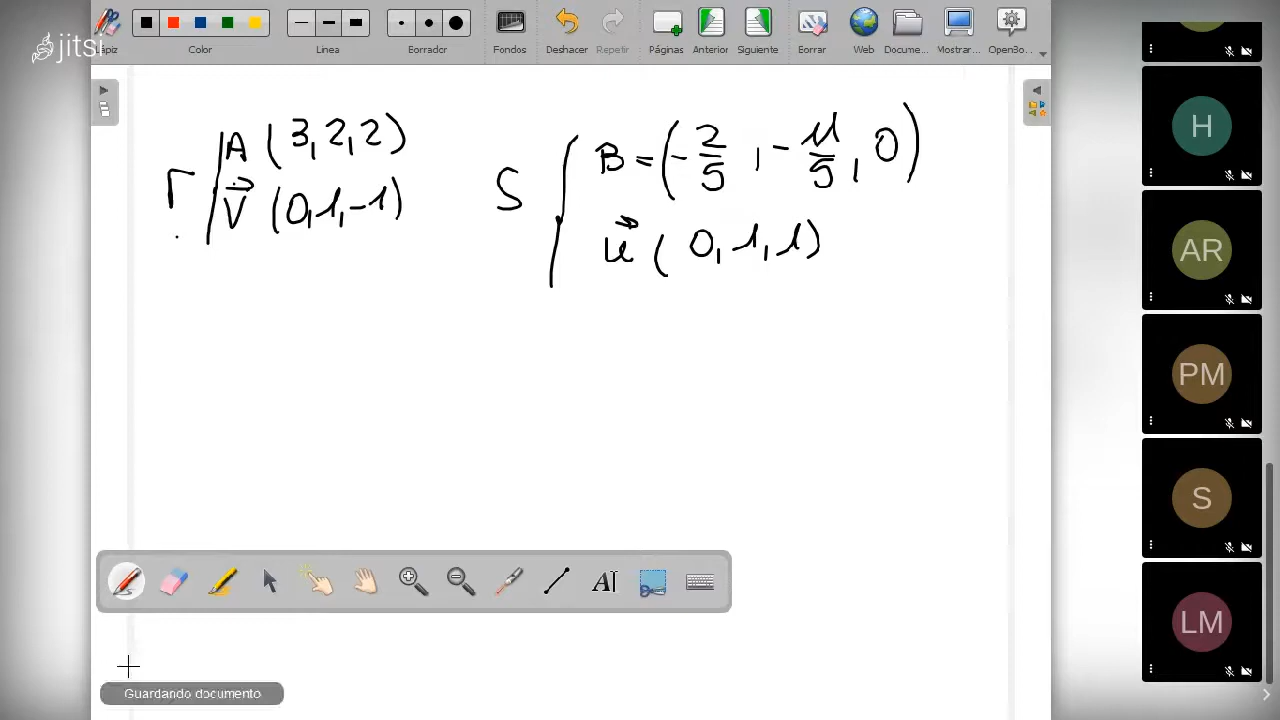 jitsi
Lápiz Color Línea Borrador Fondos Deshacer Repetir Páginas Anterior Siguiente Borrar Web Docume... Mostrar... OpenBo...
r A (3,2,2)
v⃗ (0,1,-1)
S B = (-2/5, -11/5, 0)
u⃗ (0,1,1)
H
AR
PM
S
LM
Guardando documento